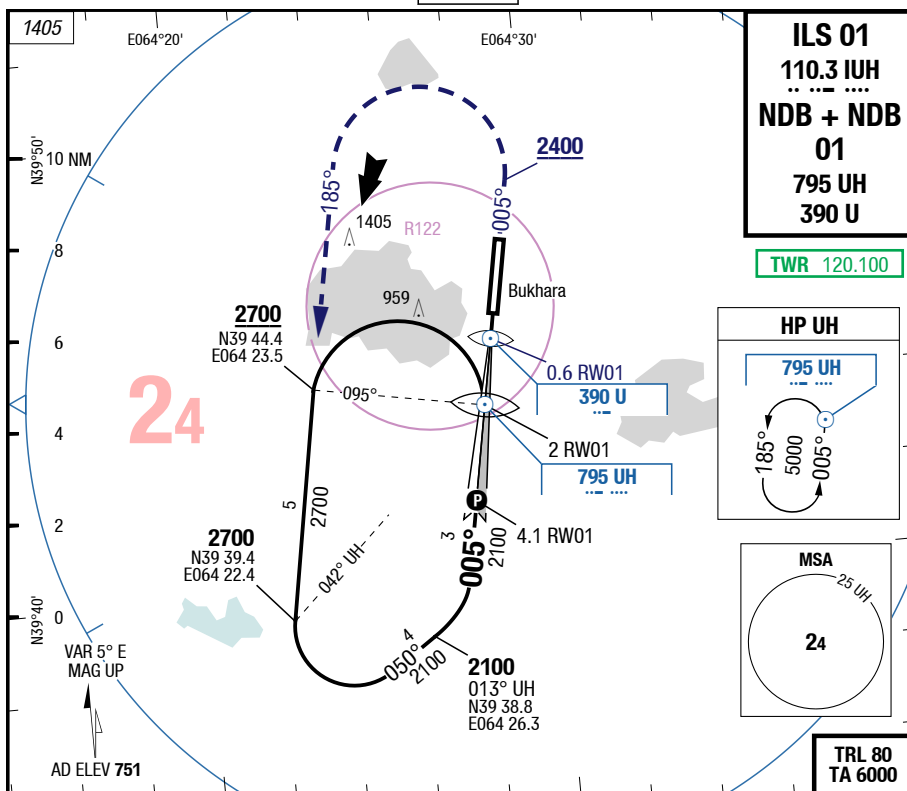 1405
E064°20'
E064°30'
ILS 01
110.3 IUH
NDB + NDB
01
795 UH
390 U
TWR 120.100
N39°50'
10 NM
8
6
4
2
0
N39°40'
2400
185°
005°
1405
R122
959
Bukhara
2700
N39 44.4
E064 23.5
095°
0.6 RW01
390 U
2 RW01
795 UH
24
P
4.1 RW01
5
2700
3
005°
2100
2700
N39 39.4
E064 22.4
042° UH
4
050°
2100
2100
013° UH
N39 38.8
E064 26.3
VAR 5° E
MAG UP
AD ELEV 751
HP UH
795 UH
185°
5000
005°
MSA
25 UH
24
TRL 80
TA 6000